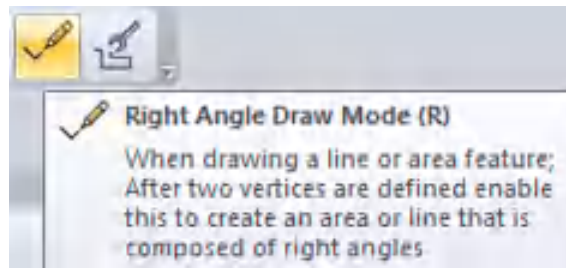 Right Angle Draw Mode (R)
When drawing a line or area feature;
After two vertices are defined enable
this to create an area or line that is
composed of right angles